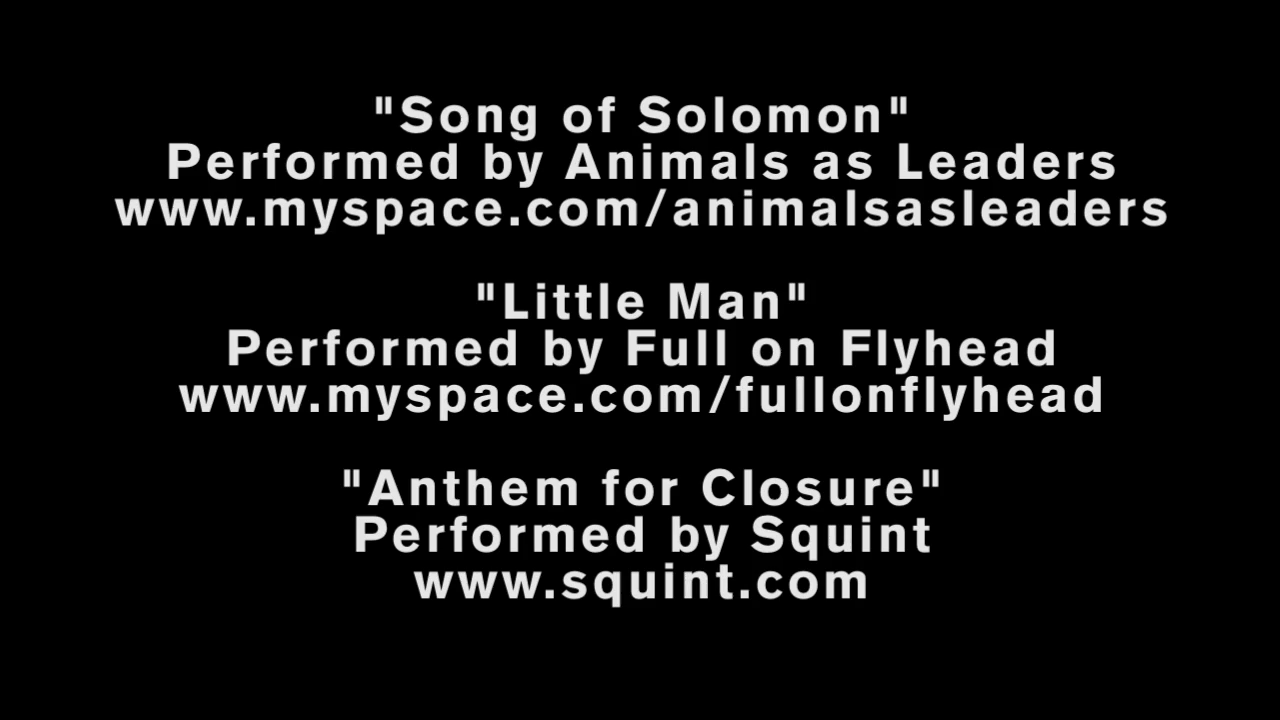 "Song of Solomon"
Performed by Animals as Leaders
www.myspace.com/animalsasleaders
"Little Man"
Performed by Full on Flyhead
www.myspace.com/fullonflyhead
"Anthem for Closure"
Performed by Squint
www.squint.com